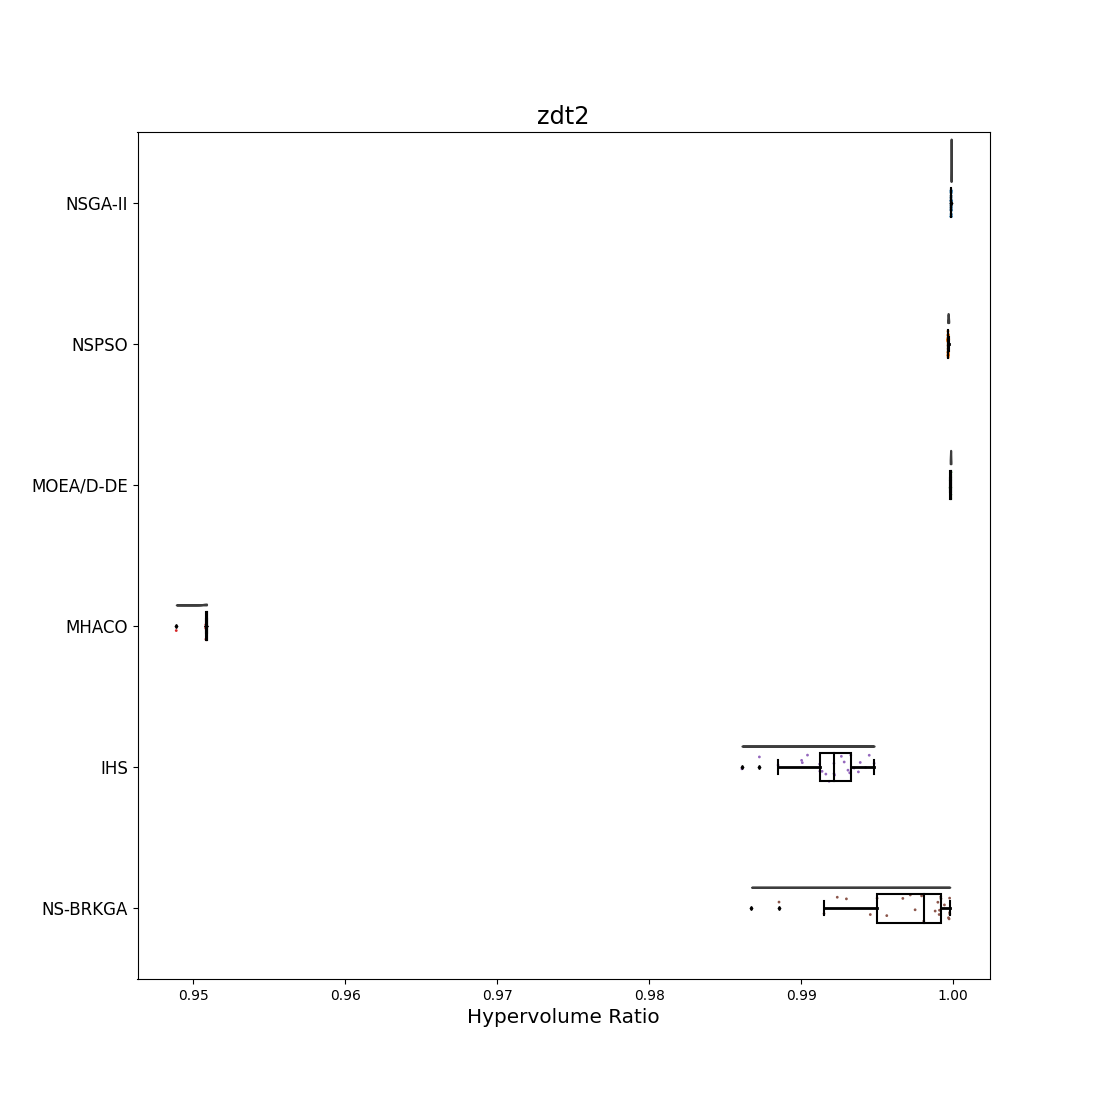 zdt2
NSGA-II
NSPSO
MOEA/D-DE
MHACO
IHS
NS-BRKGA
0.95 0.96 0.97 0.98 0.99 1.00
Hypervolume Ratio